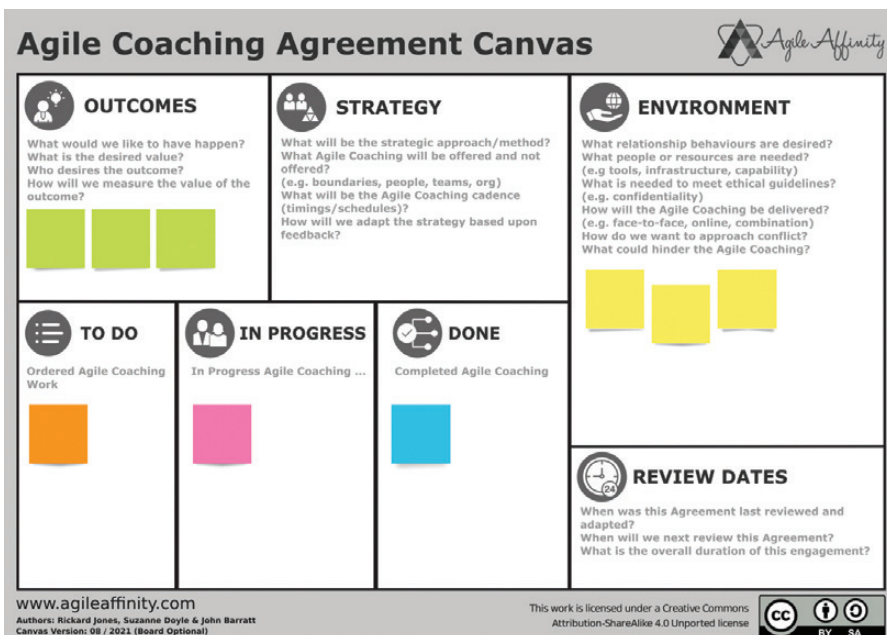 Agile Coaching Agreement Canvas
Agile Affinity
OUTCOMES
What would we like to have happen?
What is the desired value?
Who desires the outcome?
How will we measure the value of the
outcome?
STRATEGY
What will be the strategic approach/method?
What Agile Coaching will be offered and not
offered?
(e.g. boundaries, people, teams, org)
What will be the Agile Coaching cadence
(timings/schedules)?
How will we adapt the strategy based upon
feedback?
ENVIRONMENT
What relationship behaviours are desired?
What people or resources are needed?
(e.g tools, infrastructure, capability)
What is needed to meet ethical guidelines?
(e.g. confidentiality)
How will the Agile Coaching be delivered?
(e.g. face-to-face, online, combination)
How do we want to approach conflict?
What could hinder the Agile Coaching?
TO DO
Ordered Agile Coaching
Work
IN PROGRESS
In Progress Agile Coaching ...
DONE
Completed Agile Coaching
24
REVIEW DATES
When was this Agreement last reviewed and
adapted?
When will we next review this Agreement?
What is the overall duration of this engagement?
www.agileaffinity.com
Authors: Rickard Jones, Suzanne Doyle & John Barratt
Canvas Version: 08 / 2021 (Board Optional)
This work is licensed under a Creative Commons
Attribution-ShareAlike 4.0 Unported license
cc
BY SA